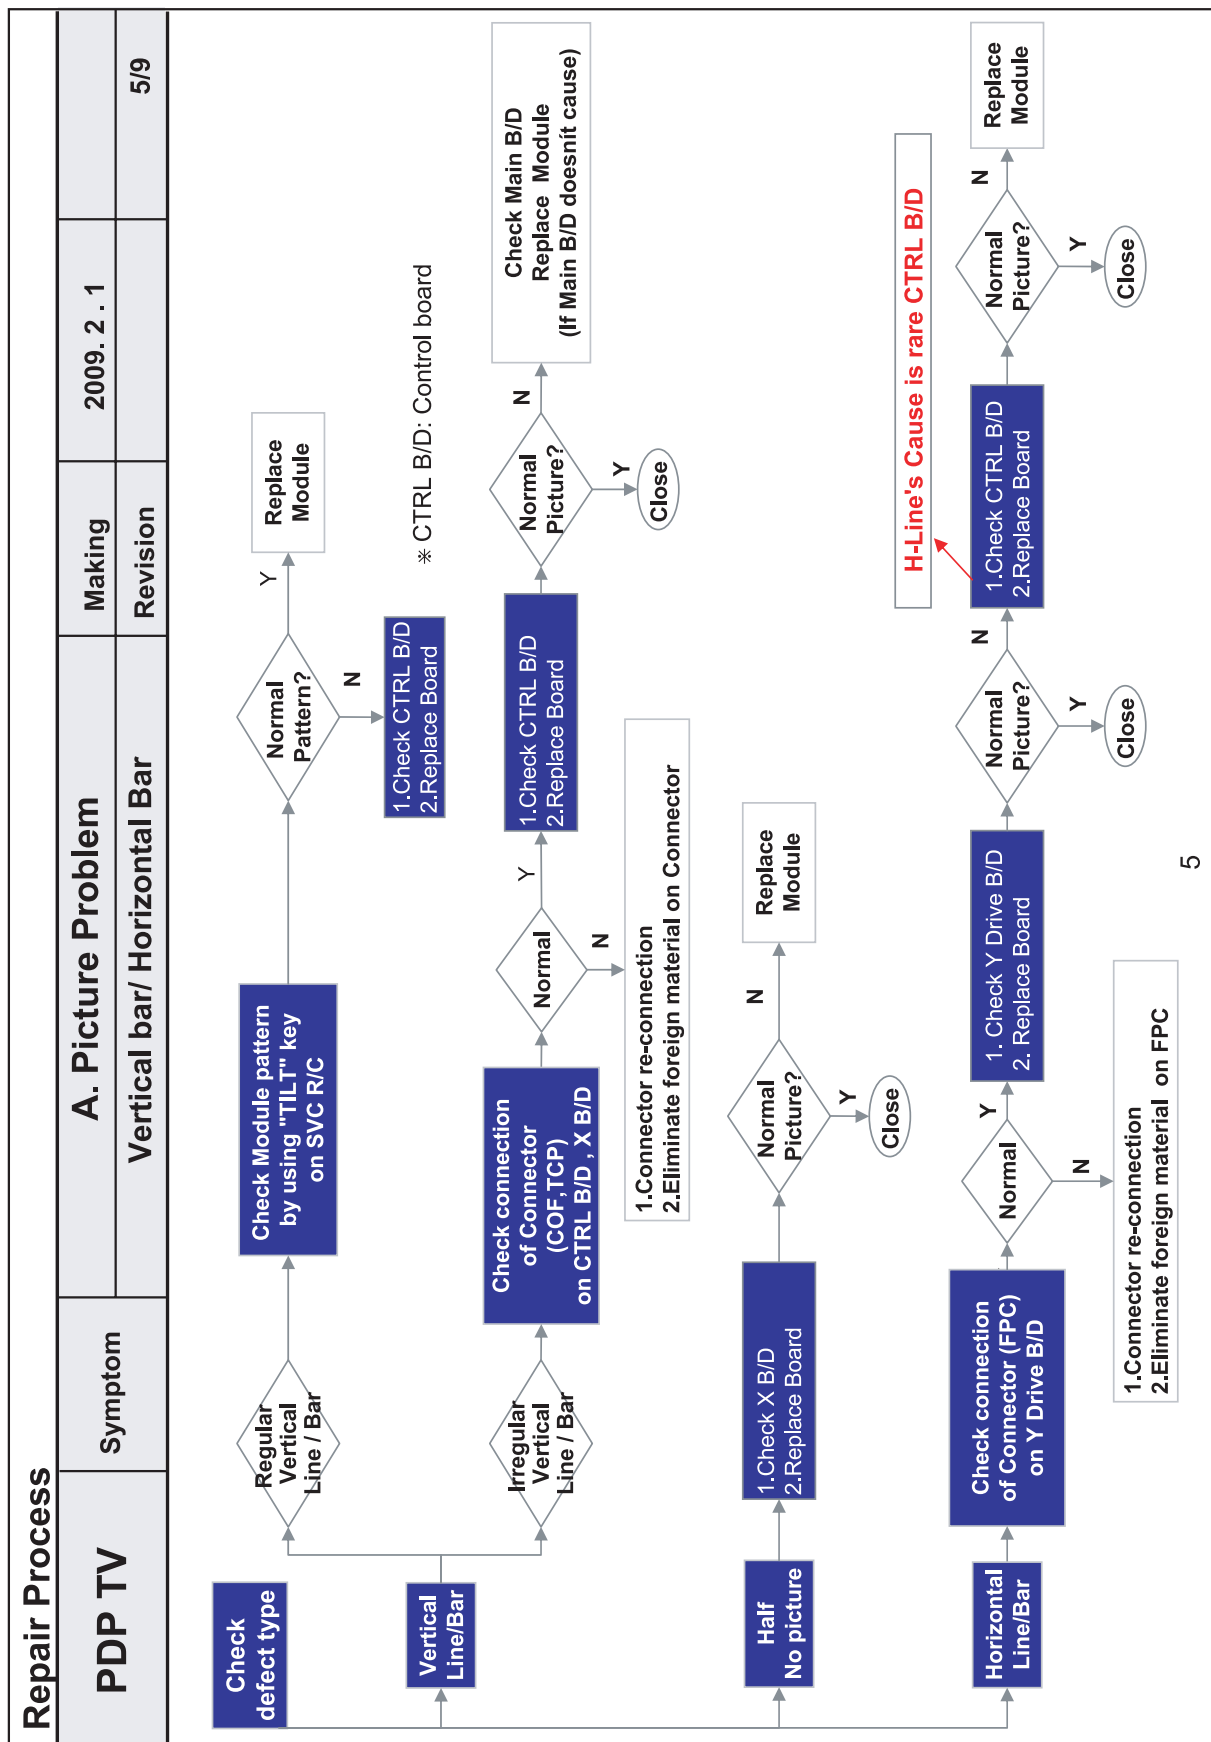 Repair Process
PDP TV
Symptom
A. Picture Problem
Making
2009. 2 . 1
Vertical bar/ Horizontal Bar
Revision
5/9
Check
defect type
Vertical
Line/Bar
Regular
Vertical
Line / Bar
Check Module pattern
by using "TILT" key
on SVC R/C
Normal
Pattern?
Y
Replace
Module
N
1.Check CTRL B/D
2.Replace Board
※ CTRL B/D: Control board
Irregular
Vertical
Line / Bar
Check connection
of Connector
(COF,TCP)
on CTRL B/D , X B/D
Normal
Y
N
1.Connector re-connection
2.Eliminate foreign material on Connector
1.Check CTRL B/D
2.Replace Board
Normal
Picture?
N
Y
Close
Check Main B/D
Replace Module
(If Main B/D doesnít cause)
Half
No picture
1.Check X B/D
2.Replace Board
Normal
Picture?
N
Y
Close
Replace
Module
Horizontal
Line/Bar
Check connection
of Connector (FPC)
on Y Drive B/D
Normal
Y
N
1.Connector re-connection
2.Eliminate foreign material on FPC
1. Check Y Drive B/D
2. Replace Board
Normal
Picture?
N
Y
Close
1.Check CTRL B/D
2.Replace Board
H-Line's Cause is rare CTRL B/D
Normal
Picture?
N
Y
Close
Replace
Module
5